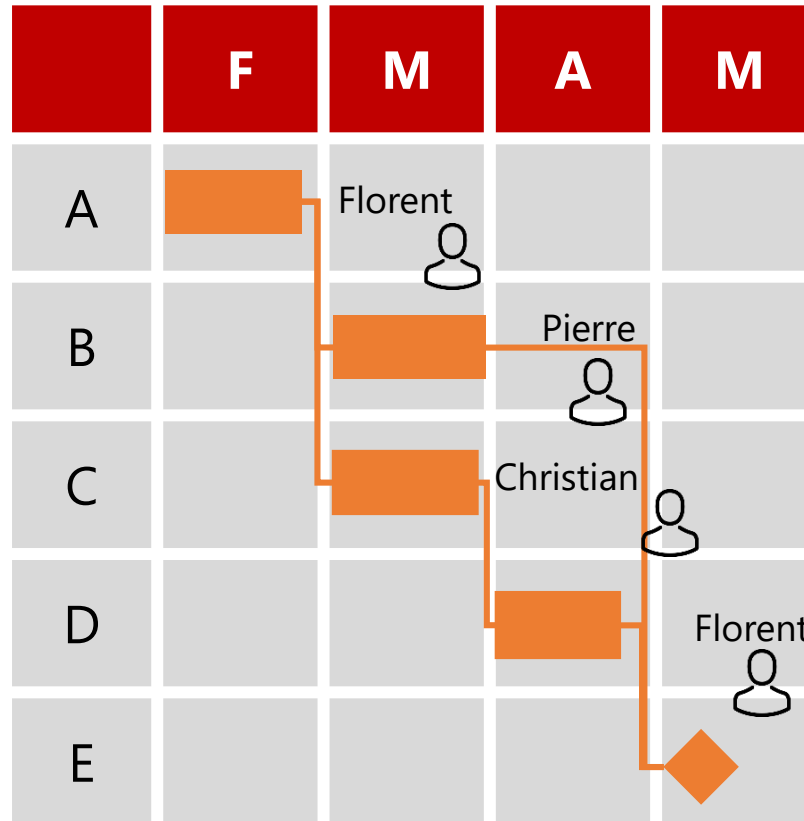 F M A M
A Florent
B Pierre
C Christian
D Florent
E